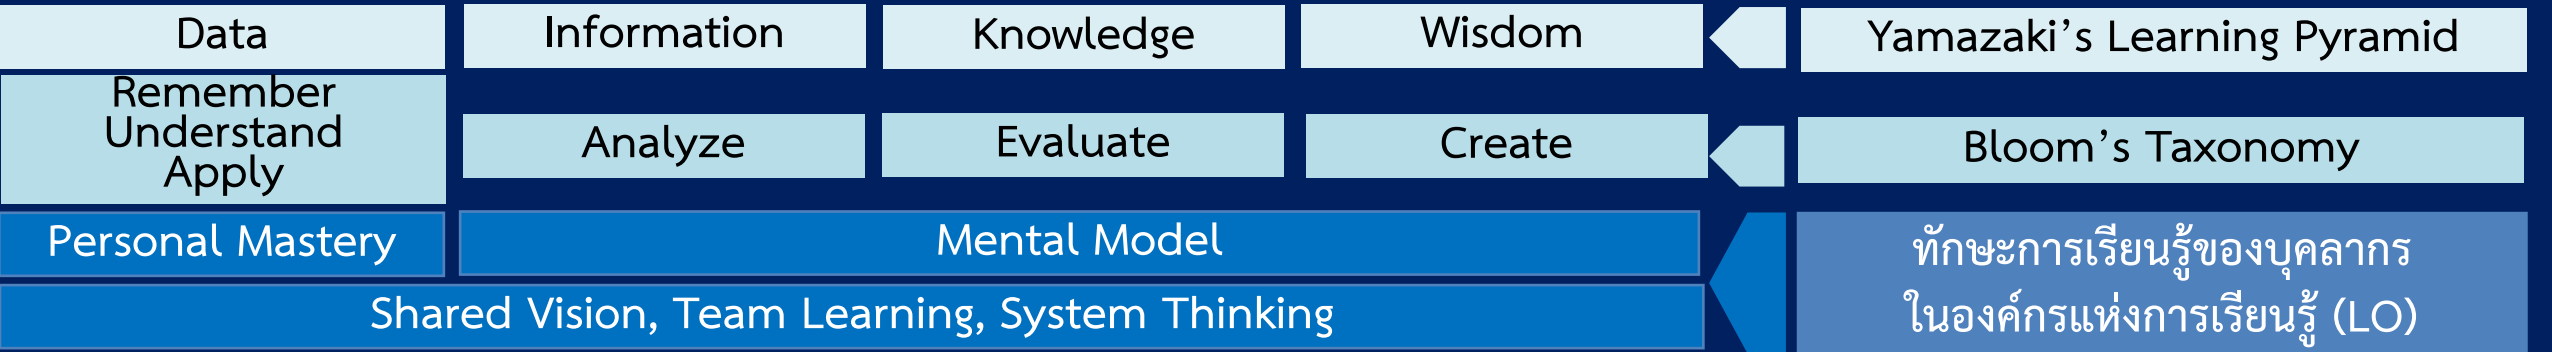 Data
Information
Knowledge
Wisdom
Yamazaki's Learning Pyramid
Remember
Understand
Apply
Analyze
Evaluate
Create
Bloom's Taxonomy
Personal Mastery
Mental Model
ทักษะการเรียนรู้ของบุคลากร
ในองค์กรแห่งการเรียนรู้ (LO)
Shared Vision, Team Learning, System Thinking